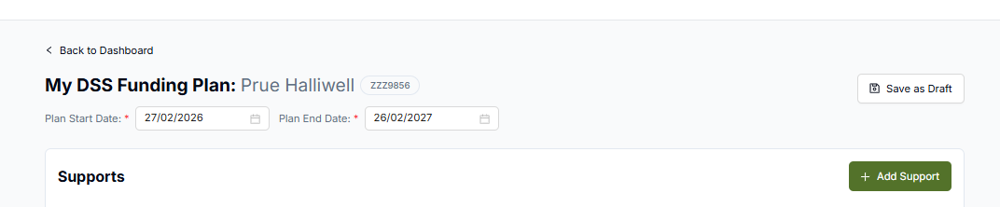 Back to Dashboard
My DSS Funding Plan: Prue Halliwell ZZZ9856
Save as Draft
Plan Start Date: * 27/02/2026 Plan End Date: * 26/02/2027
Supports
+ Add Support